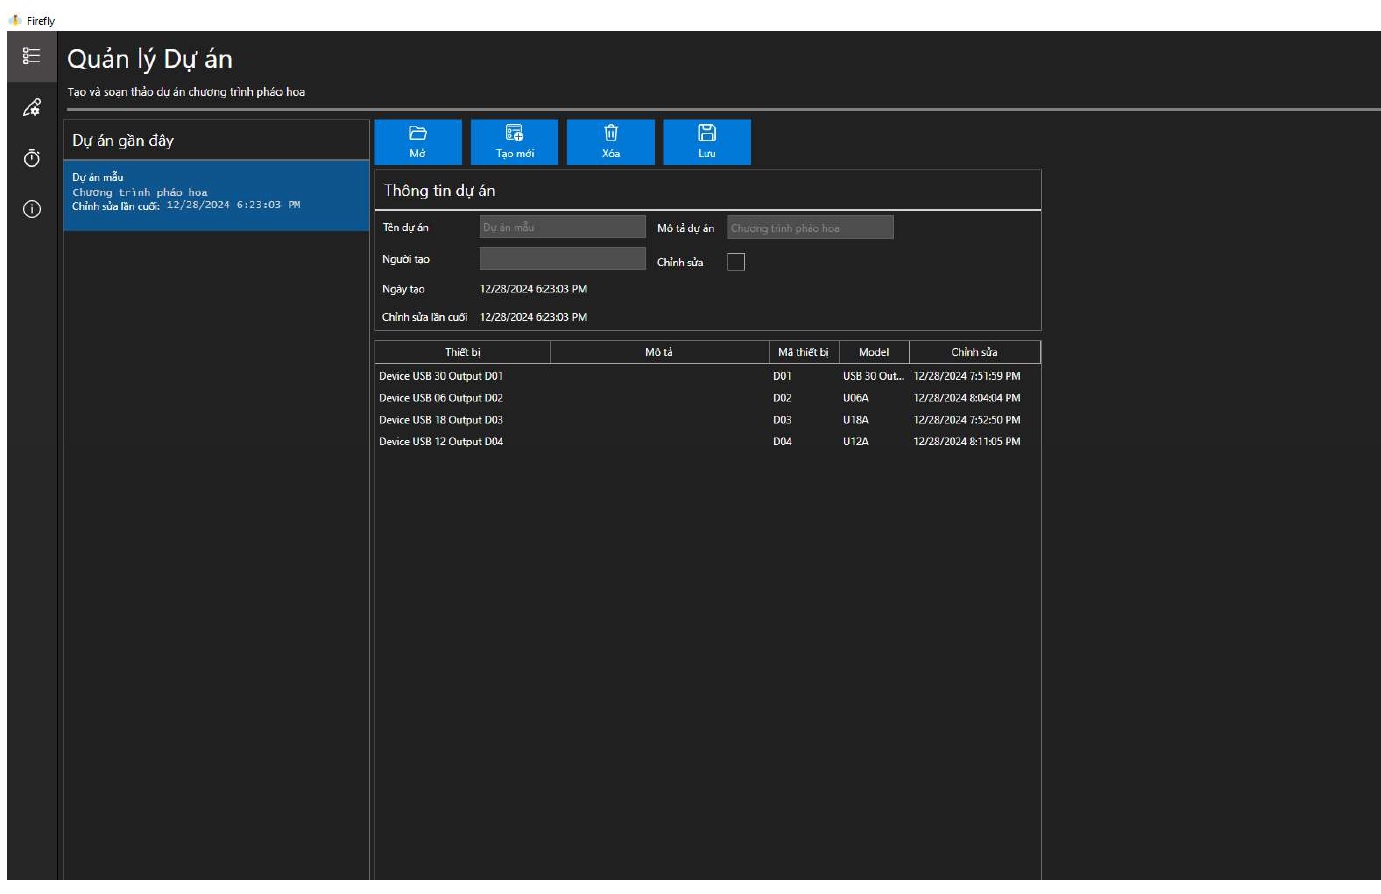 Firefly
Quản lý Dự án
Tạo và soạn thảo dự án chương trình pháo hoa
Dự án gần đây
Dự án mẫu
Chương trình pháo hoa
Chỉnh sửa lần cuối: 12/28/2024 6:23:03 PM
Mở
Tạo mới
Xóa
Lưu
Thông tin dự án
Tên dự án Dự án mẫu Mô tả dự án Chương trình pháo hoa
Người tạo Chỉnh sửa
Ngày tạo 12/28/2024 6:23:03 PM
Chỉnh sửa lần cuối 12/28/2024 6:23:03 PM
Thiết bị Mô tả Mã thiết bị Model Chỉnh sửa
Device USB 30 Output D01 D01 USB 30 Out... 12/28/2024 7:51:59 PM
Device USB 06 Output D02 D02 U06A 12/28/2024 8:04:04 PM
Device USB 18 Output D03 D03 U18A 12/28/2024 7:52:50 PM
Device USB 12 Output D04 D04 U12A 12/28/2024 8:11:05 PM